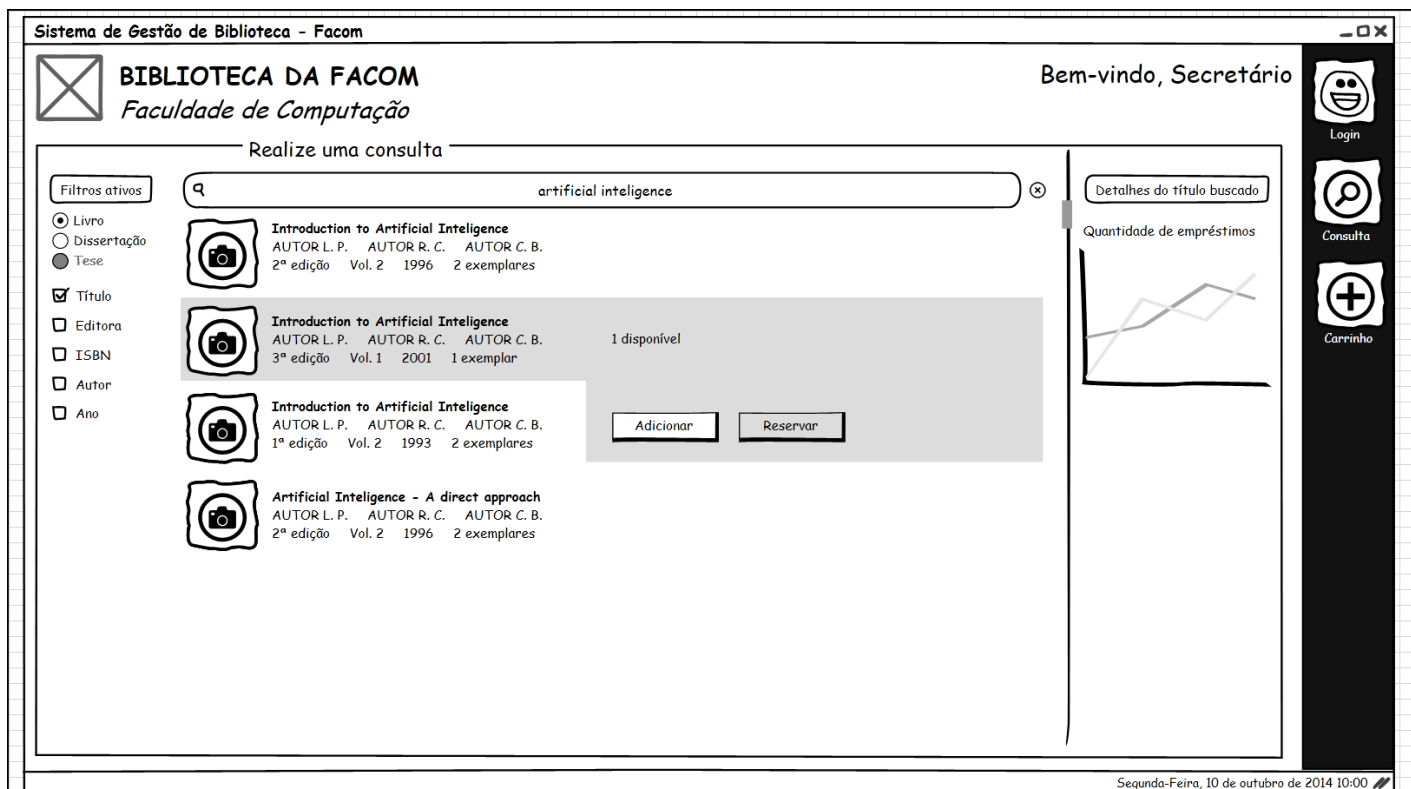 Sistema de Gestão de Biblioteca - Facom
BIBLIOTECA DA FACOM
Faculdade de Computação
Bem-vindo, Secretário
Login
Consulta
Carrinho
Realize uma consulta
Filtros ativos
Livro
Dissertação
Tese
Título
Editora
ISBN
Autor
Ano
artificial inteligence
Introduction to Artificial Inteligence
AUTOR L. P. AUTOR R. C. AUTOR C. B.
2ª edição Vol. 2 1996 2 exemplares
Introduction to Artificial Inteligence
AUTOR L. P. AUTOR R. C. AUTOR C. B.
3ª edição Vol. 1 2001 1 exemplar
1 disponível
Introduction to Artificial Inteligence
AUTOR L. P. AUTOR R. C. AUTOR C. B.
1ª edição Vol. 2 1993 2 exemplares
Adicionar Reservar
Artificial Inteligence - A direct approach
AUTOR L. P. AUTOR R. C. AUTOR C. B.
2ª edição Vol. 2 1996 2 exemplares
Detalhes do título buscado
Quantidade de empréstimos
Segunda-Feira, 10 de outubro de 2014 10:00